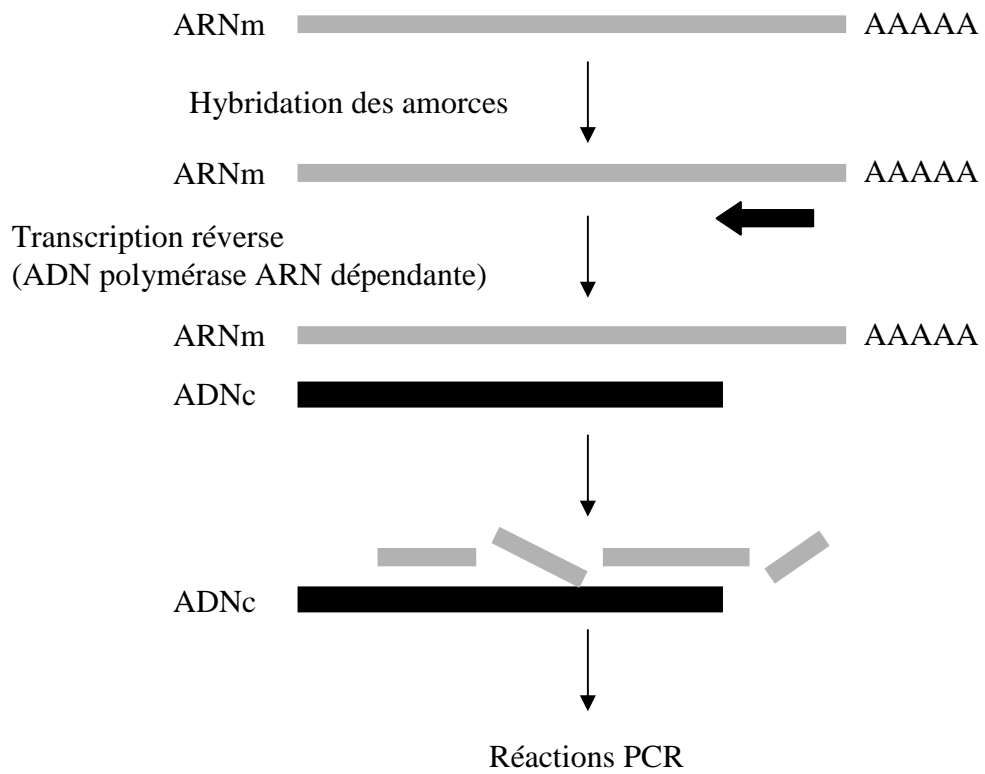 ARNm AAAAA
Hybridation des amorces
ARNm AAAAA
Transcription réverse
(ADN polymérase ARN dépendante)
ARNm AAAAA
ADNc
ADNc
Réactions PCR